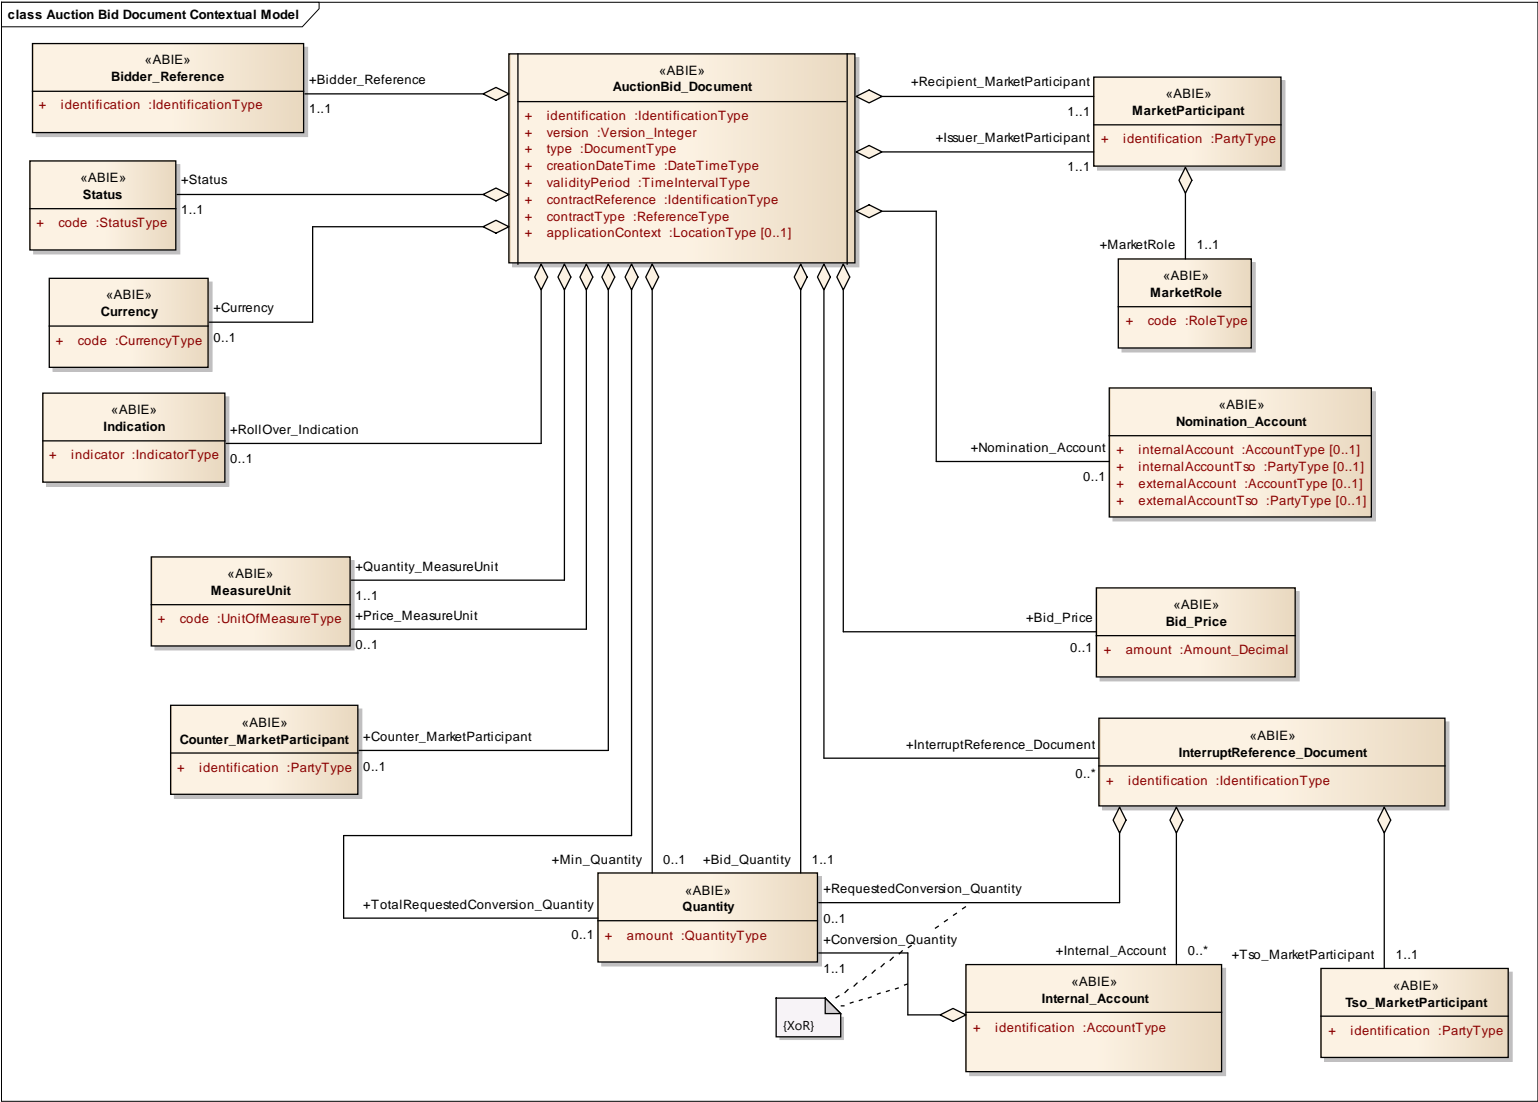 class Auction Bid Document Contextual Model
«ABIE»
Bidder_Reference
+ identification :IdentificationType
+Bidder_Reference
1..1
«ABIE»
AuctionBid_Document
+ identification :IdentificationType
+ version :Version_Integer
+ type :DocumentType
+ creationDateTime :DateTimeType
+ validityPeriod :TimeIntervalType
+ contractReference :IdentificationType
+ contractType :ReferenceType
+ applicationContext :LocationType [0..1]
+Recipient_MarketParticipant
1..1
+Issuer_MarketParticipant
1..1
«ABIE»
MarketParticipant
+ identification :PartyType
«ABIE»
Status
+ code :StatusType
+Status
1..1
+MarketRole 1..1
«ABIE»
MarketRole
+ code :RoleType
«ABIE»
Currency
+ code :CurrencyType
+Currency
0..1
«ABIE»
Indication
+ indicator :IndicatorType
+RollOver_Indication
0..1
+Nomination_Account
0..1
«ABIE»
Nomination_Account
+ internalAccount :AccountType [0..1]
+ internalAccountTso :PartyType [0..1]
+ externalAccount :AccountType [0..1]
+ externalAccountTso :PartyType [0..1]
«ABIE»
MeasureUnit
+ code :UnitOfMeasureType
+Quantity_MeasureUnit
1..1
+Price_MeasureUnit
0..1
+Bid_Price
0..1
«ABIE»
Bid_Price
+ amount :Amount_Decimal
«ABIE»
Counter_MarketParticipant
+ identification :PartyType
+Counter_MarketParticipant
0..1
+InterruptReference_Document
0..*
«ABIE»
InterruptReference_Document
+ identification :IdentificationType
+Min_Quantity 0..1
+Bid_Quantity 1..1
+TotalRequestedConversion_Quantity
0..1
«ABIE»
Quantity
+ amount :QuantityType
+RequestedConversion_Quantity
0..1
+Conversion_Quantity
1..1
+Internal_Account 0..*
+Tso_MarketParticipant 1..1
{XoR}
«ABIE»
Internal_Account
+ identification :AccountType
«ABIE»
Tso_MarketParticipant
+ identification :PartyType